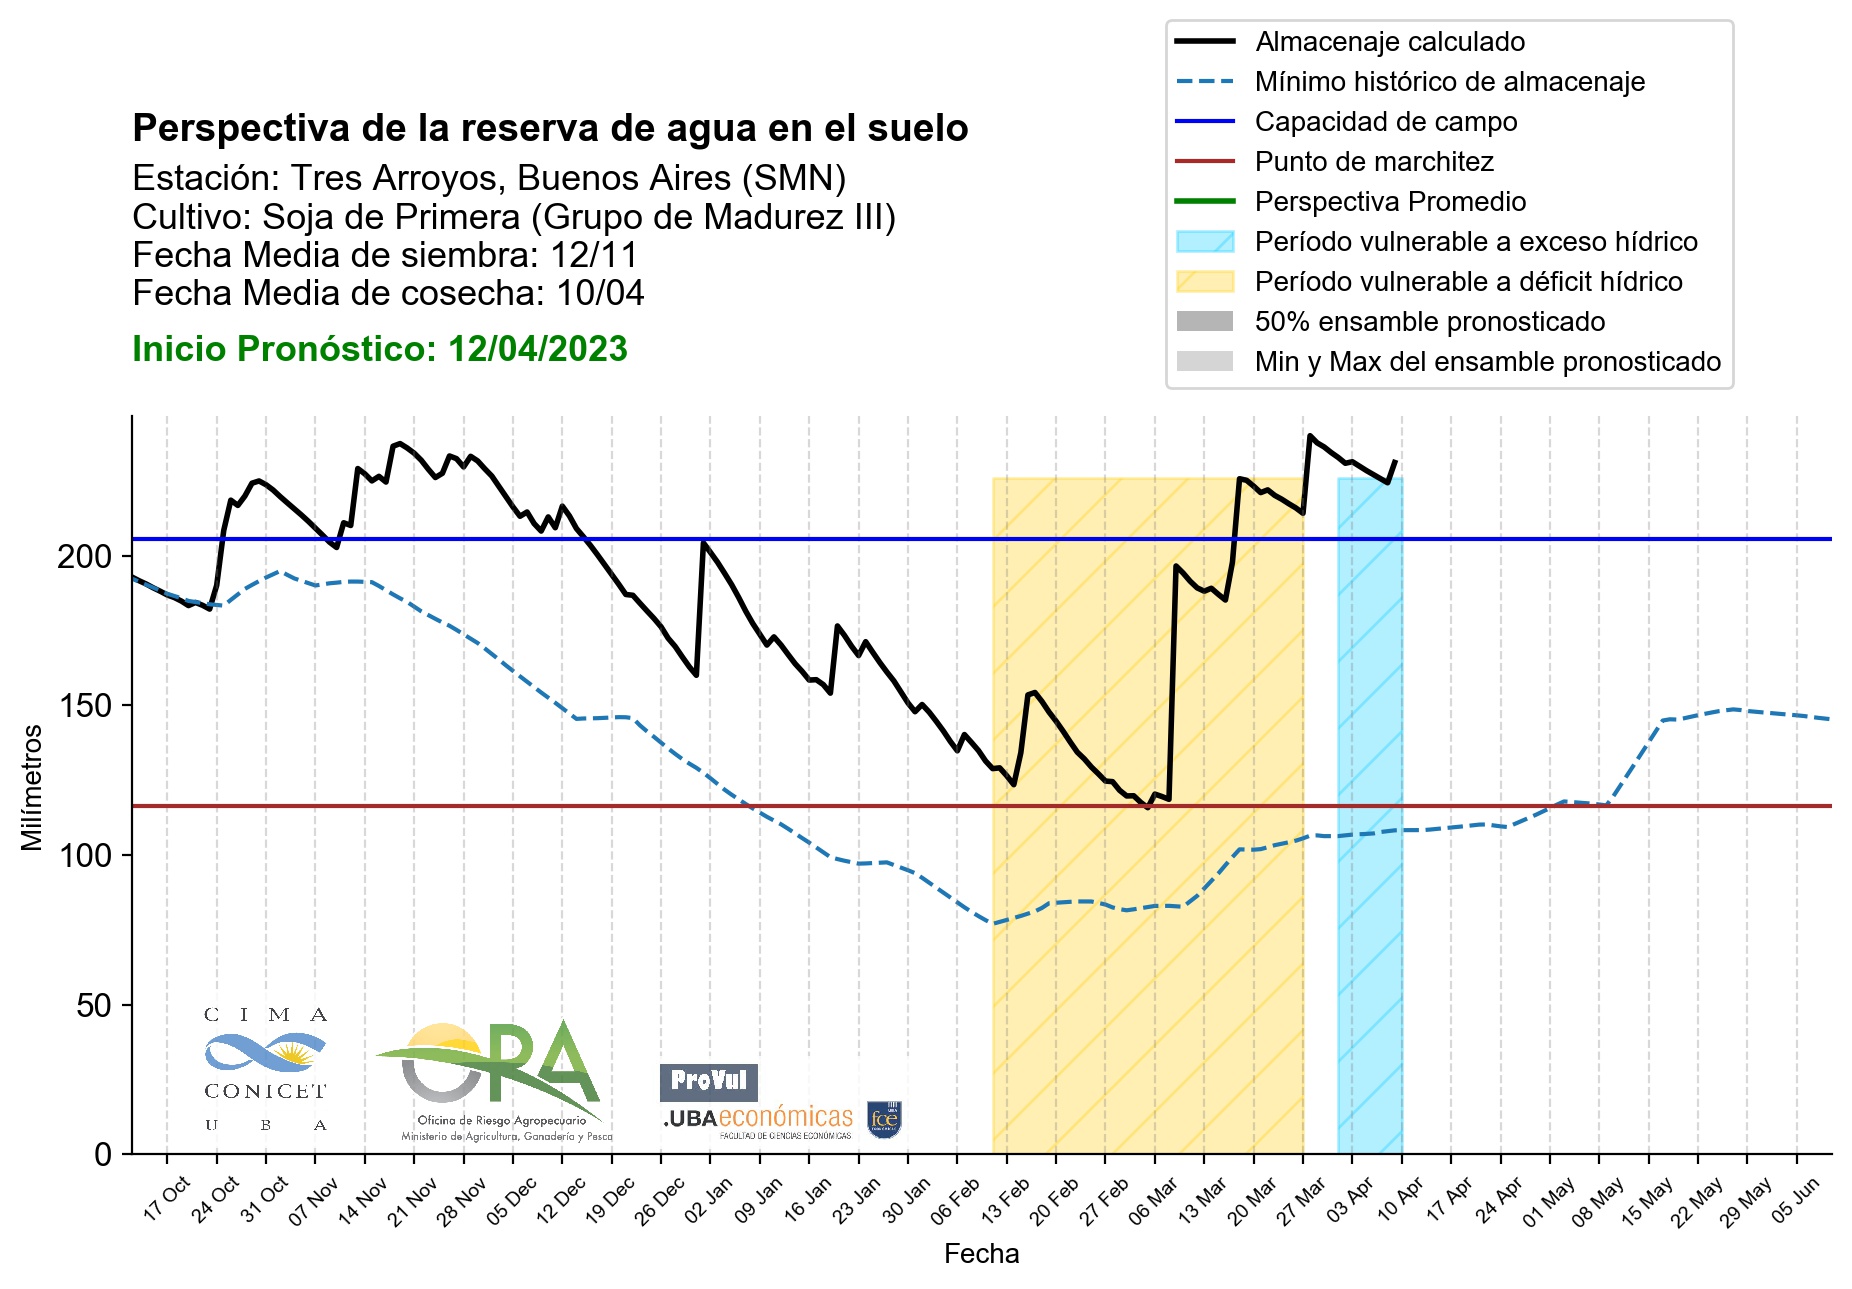 Almacenaje calculado
Mínimo histórico de almacenaje
Capacidad de campo
Punto de marchitez
Perspectiva Promedio
Período vulnerable a exceso hídrico
Período vulnerable a déficit hídrico
50% ensamble pronosticado
Min y Max del ensamble pronosticado
Perspectiva de la reserva de agua en el suelo
Estación: Tres Arroyos, Buenos Aires (SMN)
Cultivo: Soja de Primera (Grupo de Madurez III)
Fecha Media de siembra: 12/11
Fecha Media de cosecha: 10/04
Inicio Pronóstico: 12/04/2023
Milímetros
200
150
100
50
0
CIMA
CONICET
UBA
ORA
Oficina de Riesgo Agropecuario
Ministerio de Agricultura, Ganadería y Pesca
ProVul
.UBAeconómicas
FACULTAD DE CIENCIAS ECONÓMICAS
fce
17 Oct
24 Oct
31 Oct
07 Nov
14 Nov
21 Nov
28 Nov
05 Dec
12 Dec
19 Dec
26 Dec
02 Jan
09 Jan
16 Jan
23 Jan
30 Jan
06 Feb
13 Feb
20 Feb
27 Feb
06 Mar
13 Mar
20 Mar
27 Mar
03 Apr
10 Apr
17 Apr
24 Apr
01 May
08 May
15 May
22 May
29 May
05 Jun
Fecha